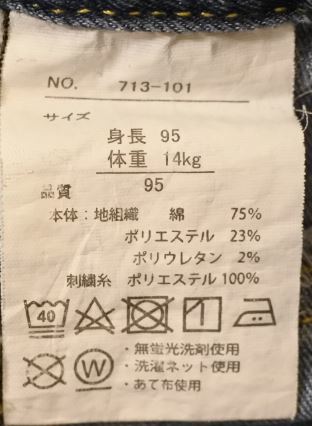 NO. 713-101
サイズ
身長 95
体重 14kg
95
品質
本体:地組織 綿 75%
ポリエステル 23%
ポリウレタン 2%
刺繍糸 ポリエステル 100%
40
W
・無蛍光洗剤使用
・洗濯ネット使用
・あて布使用